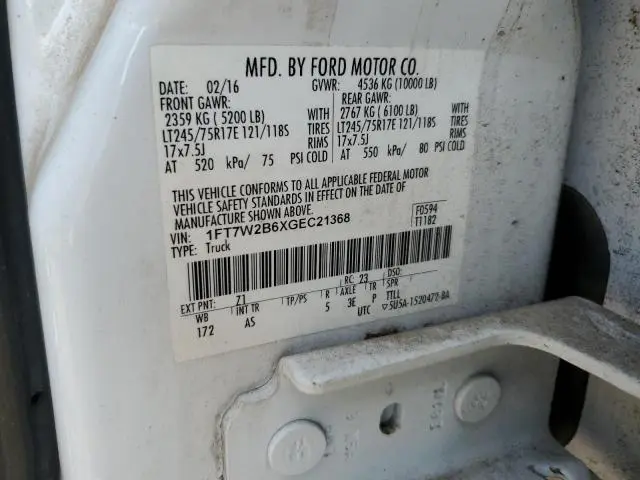 MFD. BY FORD MOTOR CO.
DATE: 02/16 GVWR: 4536 KG (10000 LB)
FRONT GAWR: REAR GAWR:
2359 KG ( 5200 LB) WITH 2767 KG ( 6100 LB) WITH
LT245/75R17E 121/118S TIRES LT245/75R17E 121/118S TIRES
17x7.5J RIMS 17x7.5J RIMS
AT 520 kPa/ 75 PSI COLD AT 550 kPa/ 80 PSI COLD
THIS VEHICLE CONFORMS TO ALL APPLICABLE FEDERAL MOTOR
VEHICLE SAFETY STANDARDS IN EFFECT ON THE DATE OF
MANUFACTURE SHOWN ABOVE.
VIN: 1FT7W2B6XGEC21368 F0594
TYPE: Truck T1182
EXT PNT: Z1 RC: 23 DSO:
WB INT TR TP/PS R AXLE TR SPR
172 AS 5 3E P TTLL
UTC 5U5A-1520472-BA